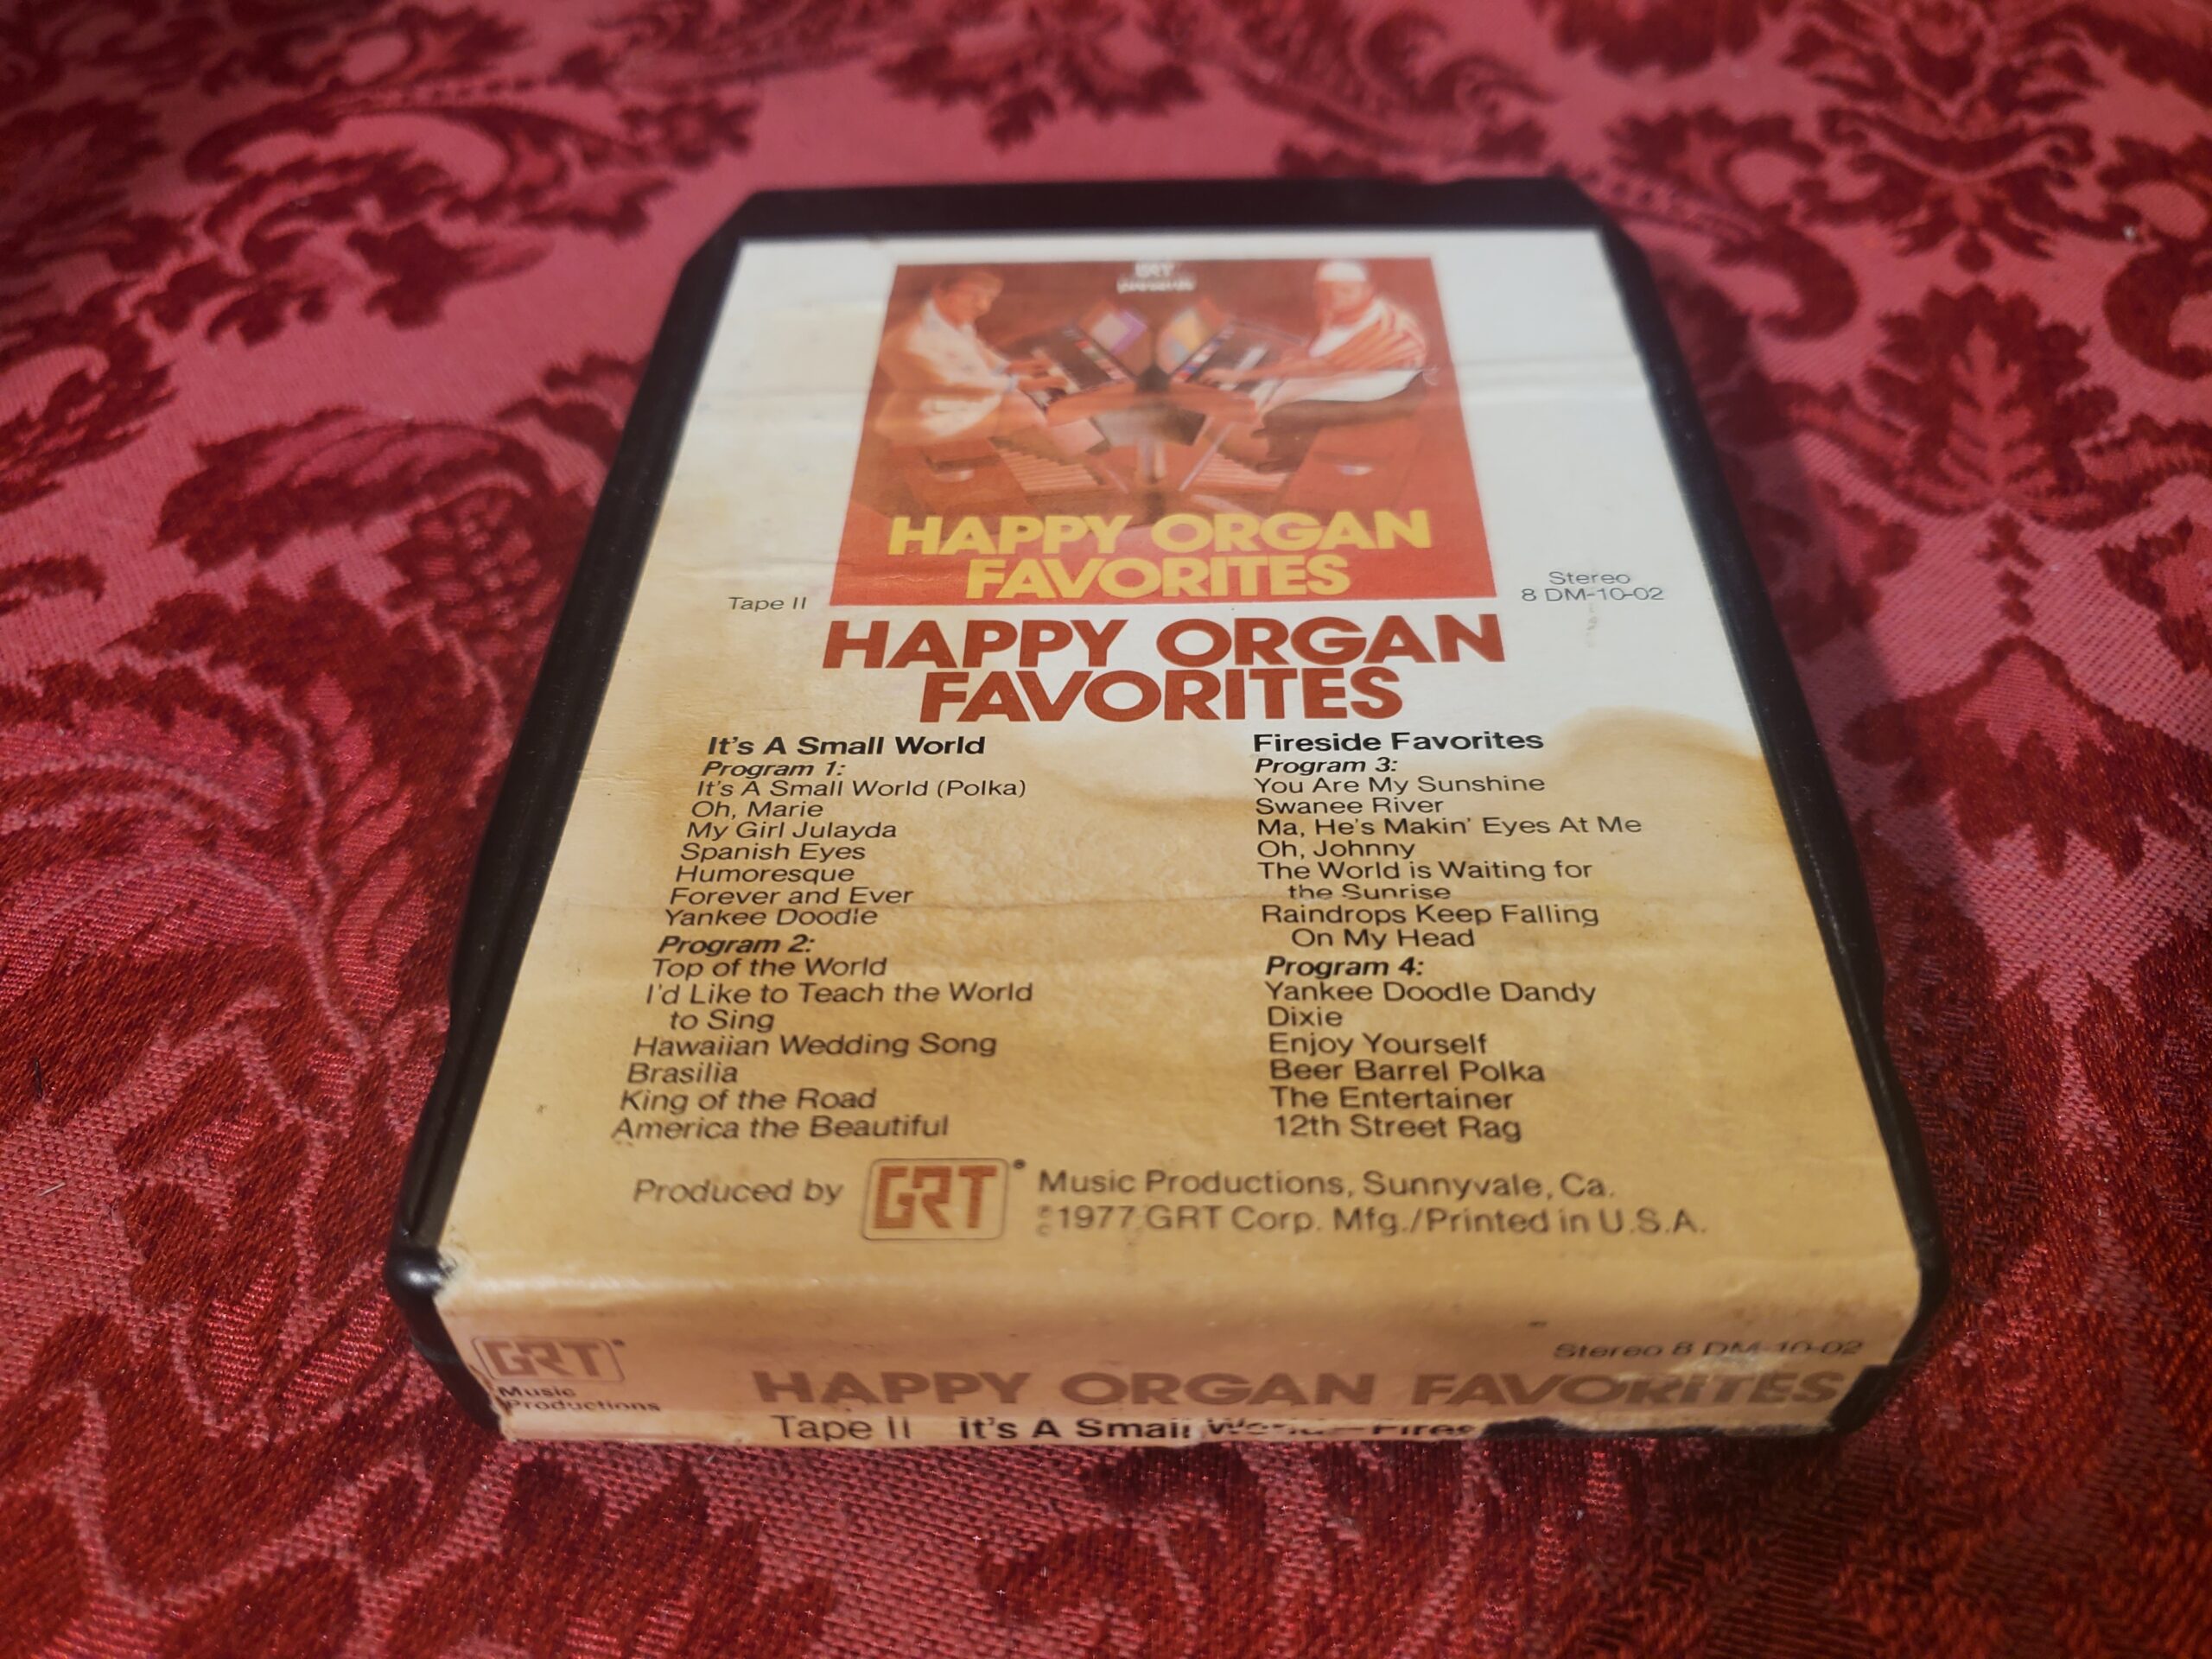 GRT
HAPPY ORGAN
FAVORITES
Tape II
Stereo
8 DM-10-02
HAPPY ORGAN
FAVORITES
It's A Small World
Program 1:
It's A Small World (Polka)
Oh, Marie
My Girl Julayda
Spanish Eyes
Humoresque
Forever and Ever
Yankee Doodle
Program 2:
Top of the World
I'd Like to Teach the World
to Sing
Hawaiian Wedding Song
Brasilia
King of the Road
America the Beautiful
Fireside Favorites
Program 3:
You Are My Sunshine
Swanee River
Ma, He's Makin' Eyes At Me
Oh, Johnny
The World is Waiting for
the Sunrise
Raindrops Keep Falling
On My Head
Program 4:
Yankee Doodle Dandy
Dixie
Enjoy Yourself
Beer Barrel Polka
The Entertainer
12th Street Rag
Produced by GRT® Music Productions, Sunnyvale, Ca.
℗© 1977 GRT Corp. Mfg./Printed in U.S.A.
GRT®
Music
Productions
Stereo 8 DM-10-02
HAPPY ORGAN FAVORITES
Tape II It's A Small